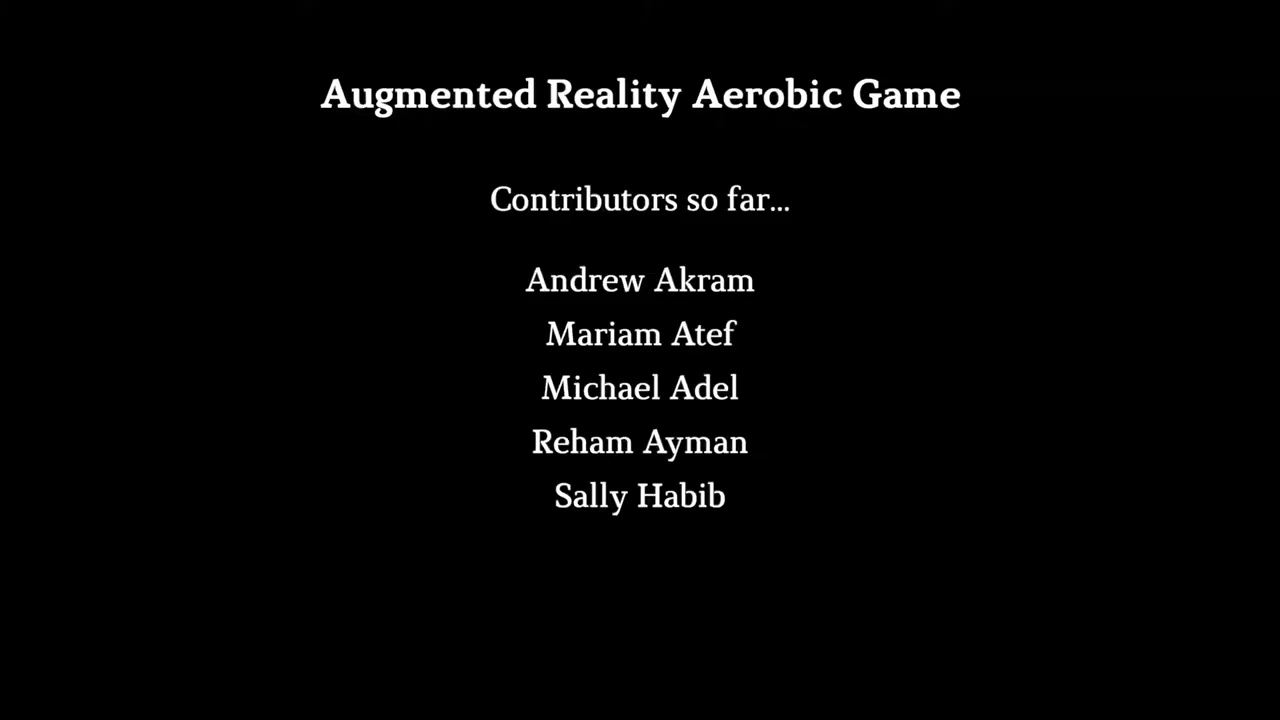 Augmented Reality Aerobic Game
Contributors so far...
Andrew Akram
Mariam Atef
Michael Adel
Reham Ayman
Sally Habib